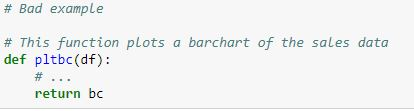 # Bad example
# This function plots a barchart of the sales data
def pltbc(df):
    # ...
    return bc